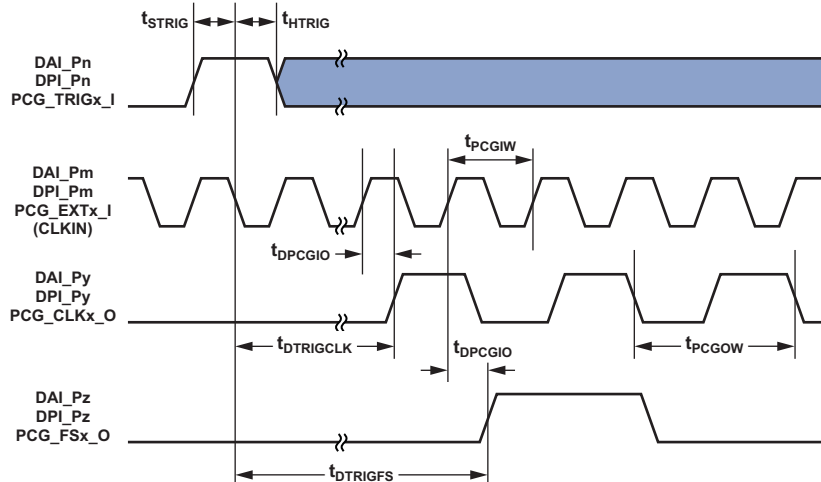 tSTRIG
tHTRIG
DAI_Pn
DPI_Pn
PCG_TRIGx_I
tPCGIW
DAI_Pm
DPI_Pm
PCG_EXTx_I
(CLKIN)
tDPCGIO
DAI_Py
DPI_Py
PCG_CLKx_O
tDTRIGCLK
tDPCGIO
tPCGOW
DAI_Pz
DPI_Pz
PCG_FSx_O
tDTRIGFS